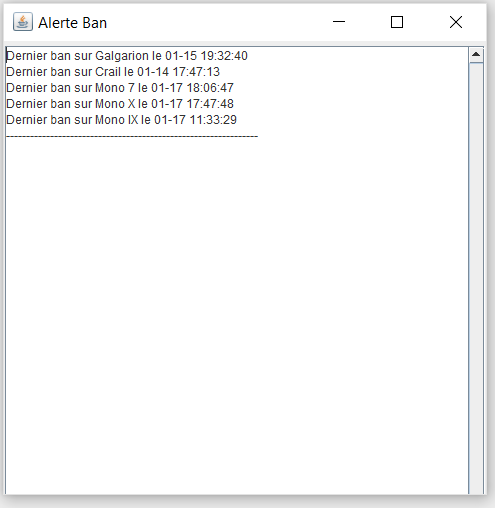 Alerte Ban
Dernier ban sur Galgarion le 01-15 19:32:40
Dernier ban sur Crail le 01-14 17:47:13
Dernier ban sur Mono 7 le 01-17 18:06:47
Dernier ban sur Mono X le 01-17 17:47:48
Dernier ban sur Mono IX le 01-17 11:33:29
---------------------------------------------------------------